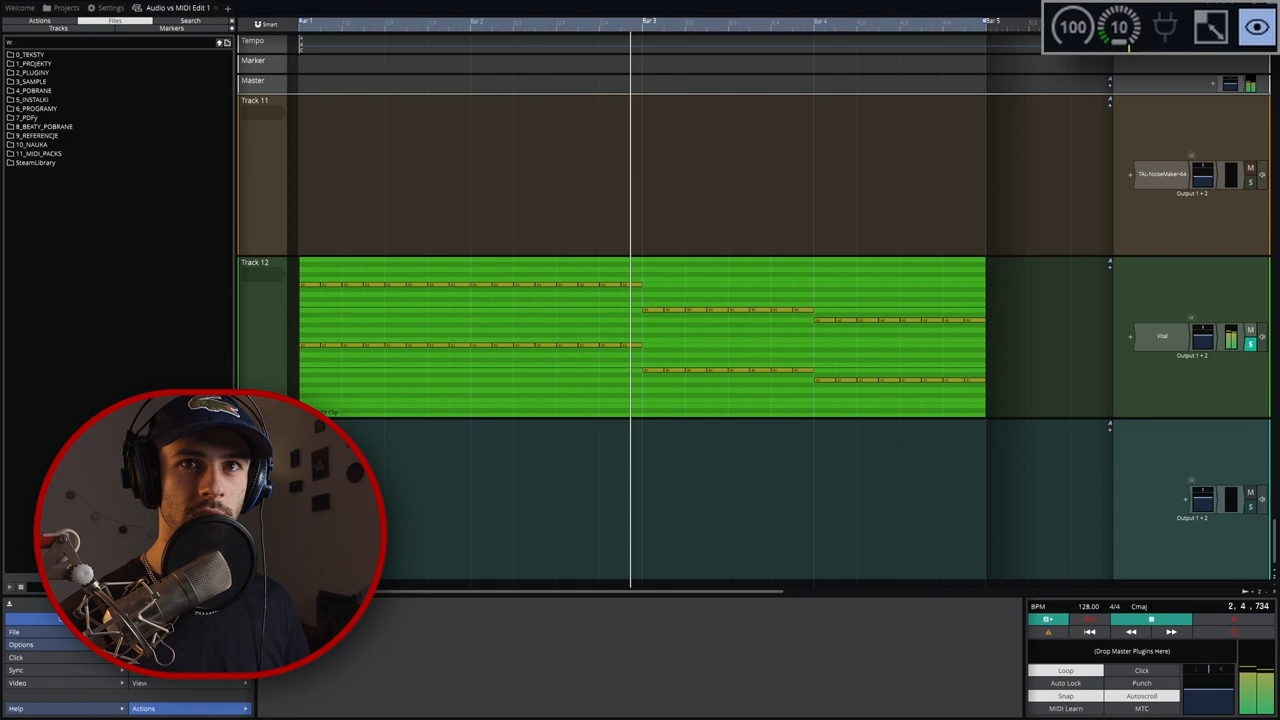 Welcome Projects Settings Audio vs MIDI Edit 1
Actions Files Search
Tracks Markers
W:
0_TEKSTY
1_PROJEKTY
2_PLUGINY
3_SAMPLE
4_POBRANE
5_INSTALKI
6_PROGRAMY
7_PDFy
8_BEATY_POBRANE
9_REFERENCJE
10_NAUKA
11_MIDI_PACKS
SteamLibrary
Smart
Bar 1 Bar 2 Bar 3 Bar 4 Bar 5
100 10
Tempo
Marker
Master
Track 11
TAL-NoiseMaker-64
M
S
Output 1 + 2
Track 12
Vital
M
S
Output 1 + 2
M
S
Output 1 + 2
File
Options
Click
Sync
Video View
Help Actions
BPM 128.00 4/4 Cmaj 2, 4, 734
(Drop Master Plugins Here)
Loop Click
Auto Lock Punch
Snap Autoscroll
MIDI Learn MTC
L R